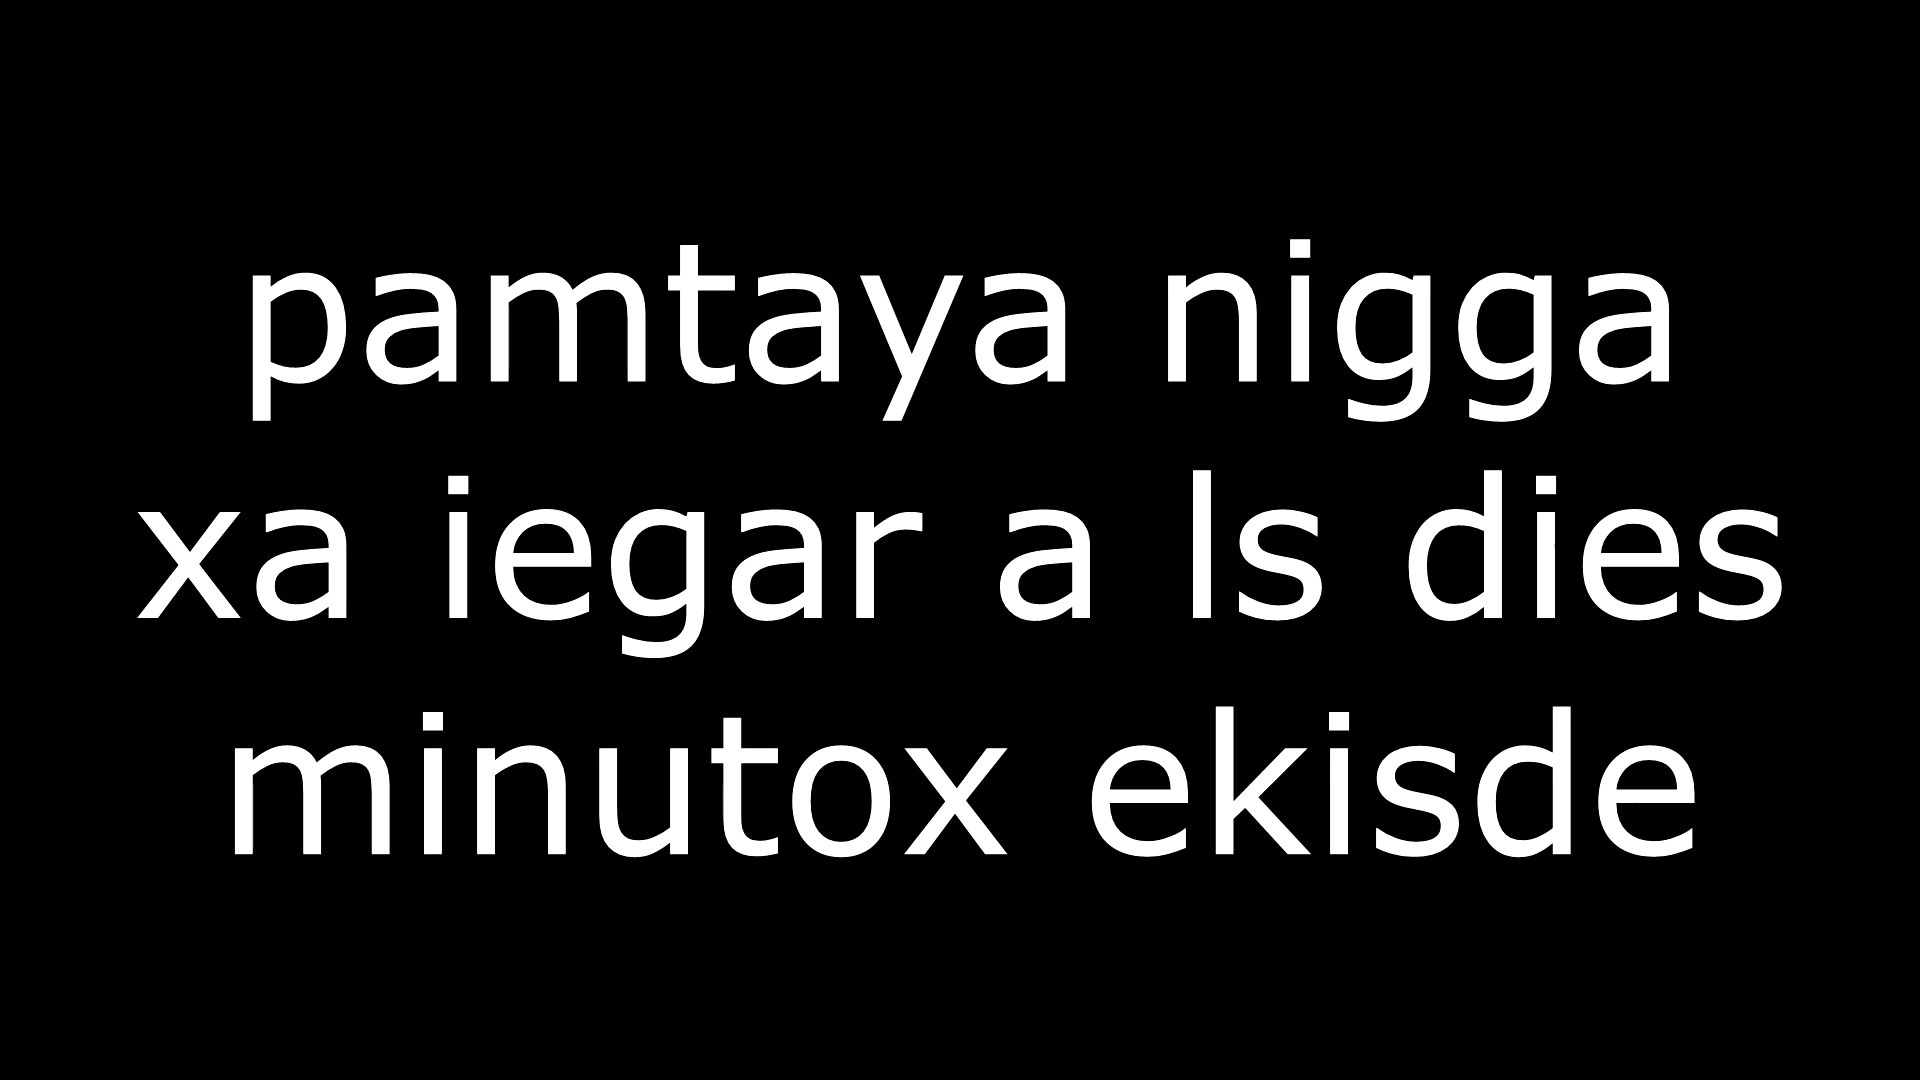 pamtaya nigga
xa iegar a ls dies
minutox ekisde